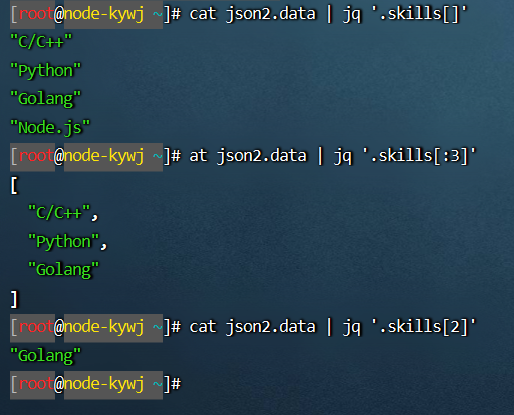 [root@node-kywj ~]# cat json2.data | jq '.skills[]'
"C/C++"
"Python"
"Golang"
"Node.js"
[root@node-kywj ~]# at json2.data | jq '.skills[:3]'
[
  "C/C++",
  "Python",
  "Golang"
]
[root@node-kywj ~]# cat json2.data | jq '.skills[2]'
"Golang"
[root@node-kywj ~]#